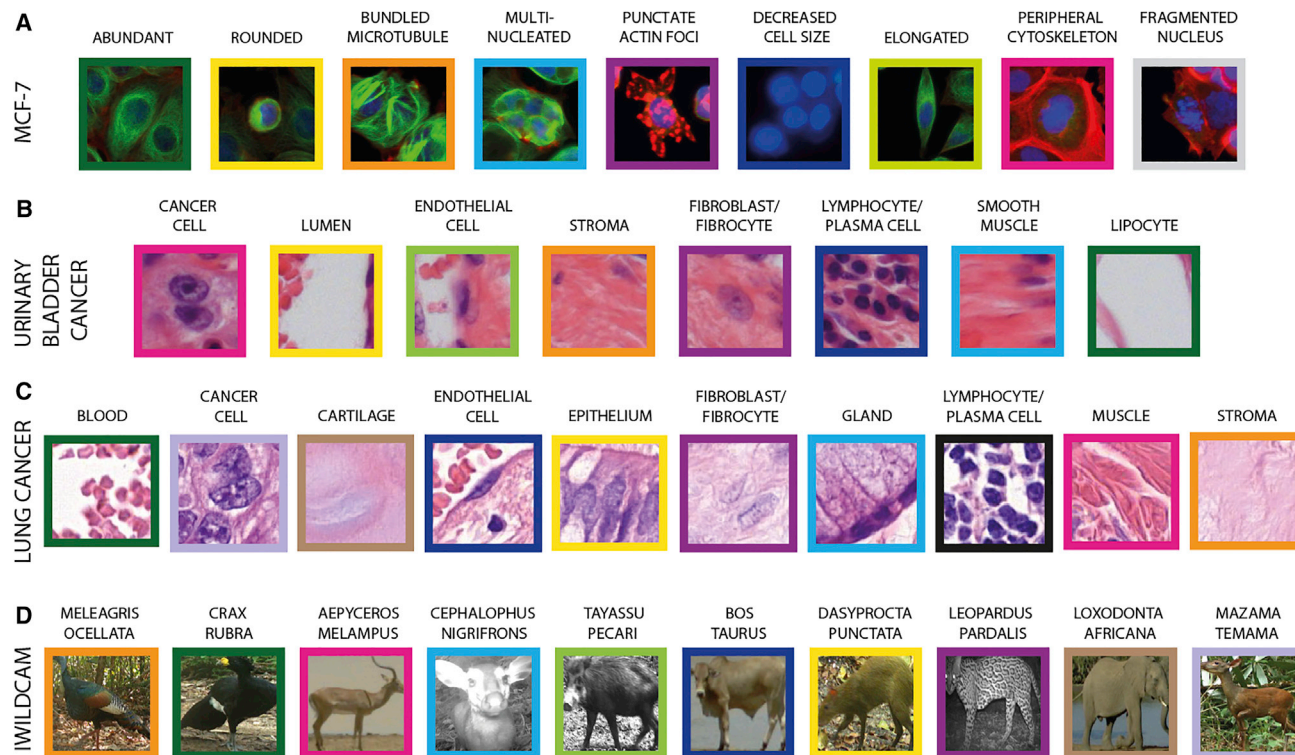 A
MCF-7
ABUNDANT
ROUNDED
BUNDLED
MICROTUBULE
MULTI-
NUCLEATED
PUNCTATE
ACTIN FOCI
DECREASED
CELL SIZE
ELONGATED
PERIPHERAL
CYTOSKELETON
FRAGMENTED
NUCLEUS
B
URINARY
BLADDER
CANCER
CANCER
CELL
LUMEN
ENDOTHELIAL
CELL
STROMA
FIBROBLAST/
FIBROCYTE
LYMPHOCYTE/
PLASMA CELL
SMOOTH
MUSCLE
LIPOCYTE
C
LUNG CANCER
BLOOD
CANCER
CELL
CARTILAGE
ENDOTHELIAL
CELL
EPITHELIUM
FIBROBLAST/
FIBROCYTE
GLAND
LYMPHOCYTE/
PLASMA CELL
MUSCLE
STROMA
D
IWILDCAM
MELEAGRIS
OCELLATA
CRAX
RUBRA
AEPYCEROS
MELAMPUS
CEPHALOPHUS
NIGRIFRONS
TAYASSU
PECARI
BOS
TAURUS
DASYPROCTA
PUNCTATA
LEOPARDUS
PARDALIS
LOXODONTA
AFRICANA
MAZAMA
TEMAMA